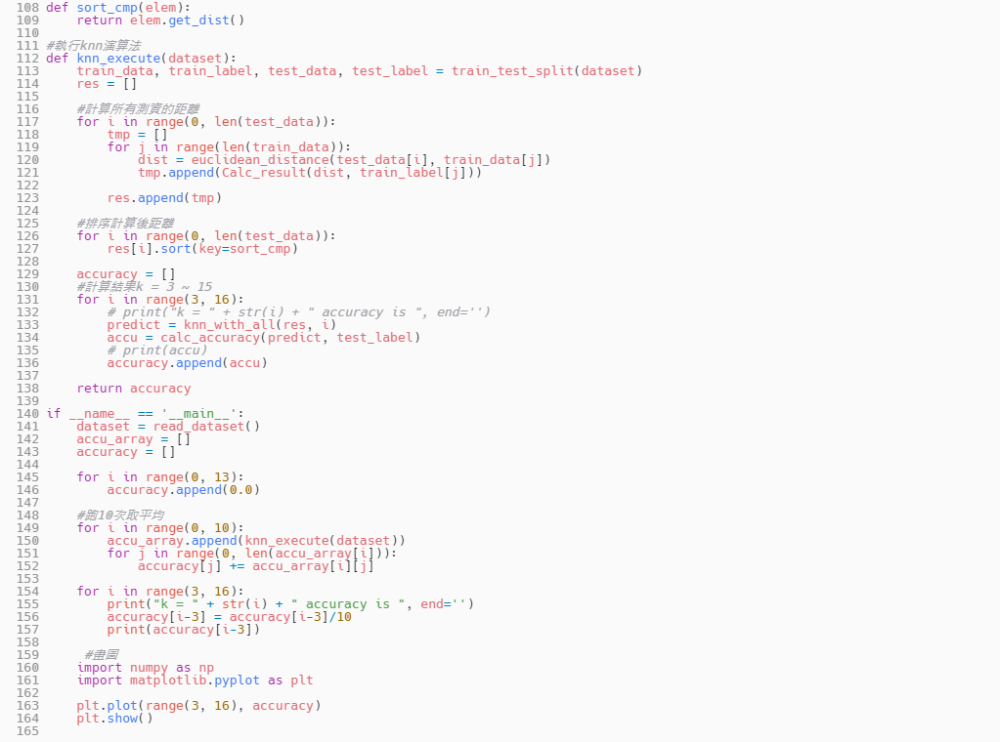 108 def sort_cmp(elem):
109     return elem.get_dist()
110
111 #執行knn演算法
112 def knn_execute(dataset):
113     train_data, train_label, test_data, test_label = train_test_split(dataset)
114     res = []
115
116     #計算所有測資的距離
117     for i in range(0, len(test_data)):
118         tmp = []
119         for j in range(len(train_data)):
120             dist = euclidean_distance(test_data[i], train_data[j])
121             tmp.append(Calc_result(dist, train_label[j]))
122
123         res.append(tmp)
124
125     #排序計算後距離
126     for i in range(0, len(test_data)):
127         res[i].sort(key=sort_cmp)
128
129     accuracy = []
130     #計算結果k = 3 ~ 15
131     for i in range(3, 16):
132         # print("k = " + str(i) + " accuracy is ", end='')
133         predict = knn_with_all(res, i)
134         accu = calc_accuracy(predict, test_label)
135         # print(accu)
136         accuracy.append(accu)
137
138     return accuracy
139
140 if __name__ == '__main__':
141     dataset = read_dataset()
142     accu_array = []
143     accuracy = []
144
145     for i in range(0, 13):
146         accuracy.append(0.0)
147
148     #跑10次取平均
149     for i in range(0, 10):
150         accu_array.append(knn_execute(dataset))
151         for j in range(0, len(accu_array[i])):
152             accuracy[j] += accu_array[i][j]
153
154     for i in range(3, 16):
155         print("k = " + str(i) + " accuracy is ", end='')
156         accuracy[i-3] = accuracy[i-3]/10
157         print(accuracy[i-3])
158
159      #畫圖
160     import numpy as np
161     import matplotlib.pyplot as plt
162
163     plt.plot(range(3, 16), accuracy)
164     plt.show()
165